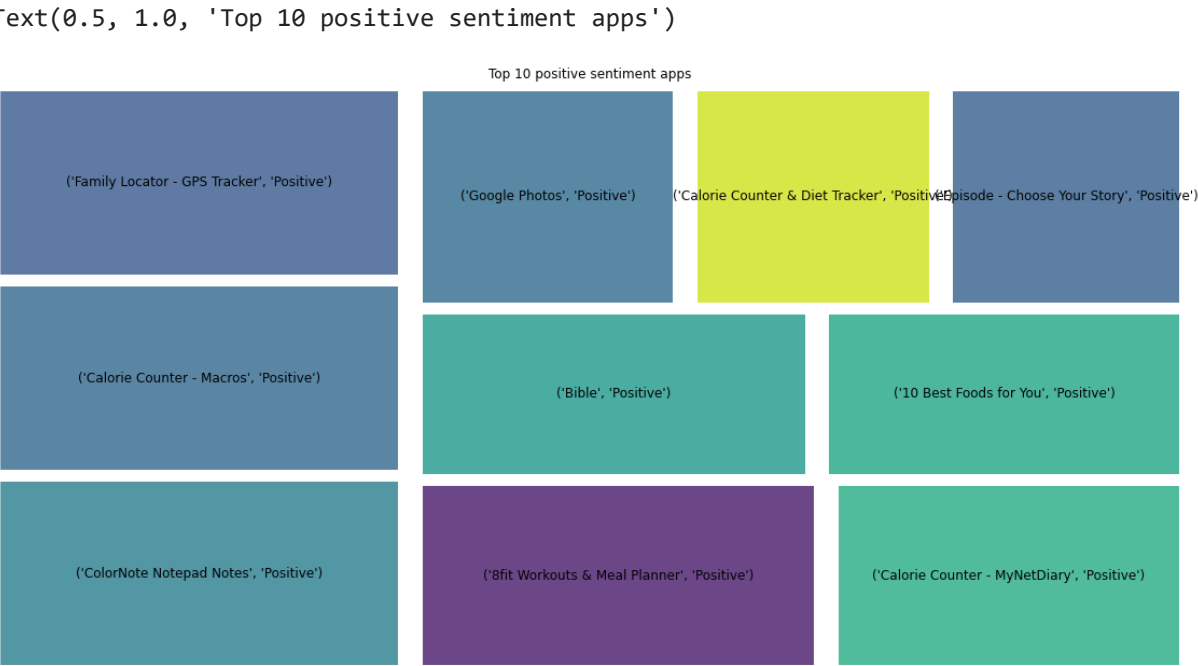 Text(0.5, 1.0, 'Top 10 positive sentiment apps')
Top 10 positive sentiment apps
('Family Locator - GPS Tracker', 'Positive')
('Google Photos', 'Positive')
('Calorie Counter & Diet Tracker', 'Positive')
('Episode - Choose Your Story', 'Positive')
('Calorie Counter - Macros', 'Positive')
('Bible', 'Positive')
('10 Best Foods for You', 'Positive')
('ColorNote Notepad Notes', 'Positive')
('8fit Workouts & Meal Planner', 'Positive')
('Calorie Counter - MyNetDiary', 'Positive')